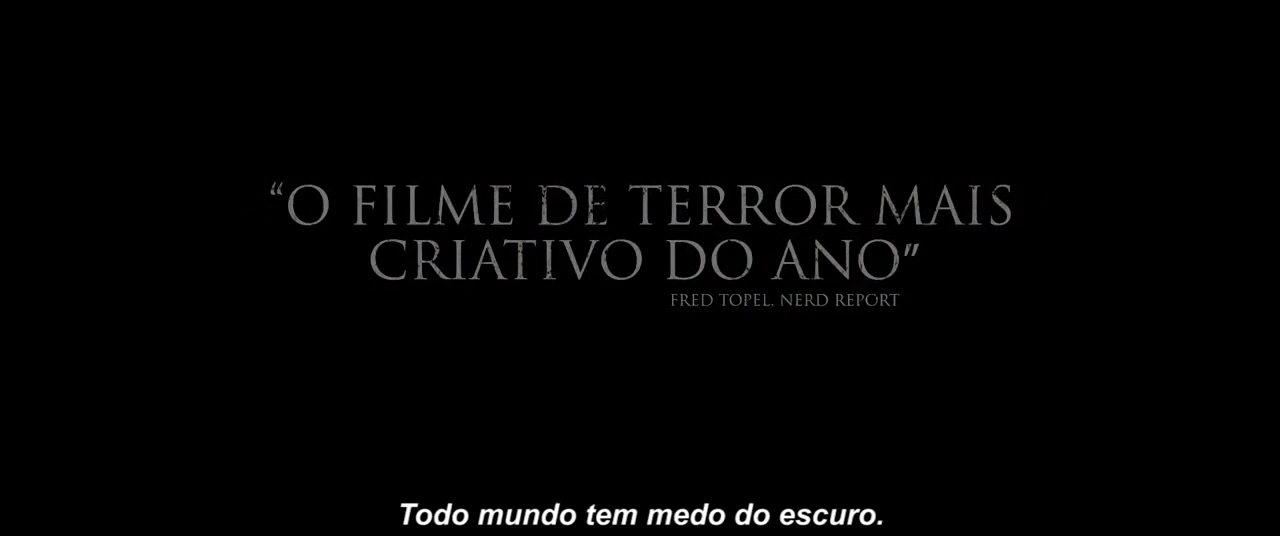 “O FILME DE TERROR MAIS
CRIATIVO DO ANO”
FRED TOPEL, NERD REPORT
Todo mundo tem medo do escuro.